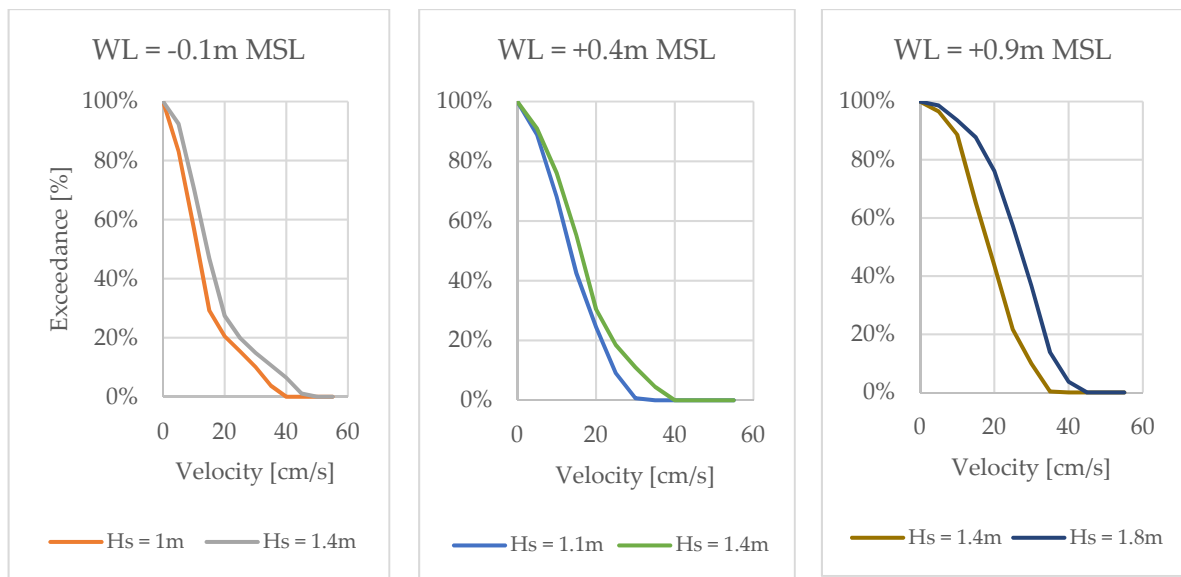 WL = -0.1m MSL
100%
80%
60%
40%
20%
0%
Exceedance [%]
0 20 40 60
Velocity [cm/s]
Hs = 1m Hs = 1.4m
WL = +0.4m MSL
100%
80%
60%
40%
20%
0%
0 20 40 60
Velocity [cm/s]
Hs = 1.1m Hs = 1.4m
WL = +0.9m MSL
100%
80%
60%
40%
20%
0%
0 20 40 60
Velocity [cm/s]
Hs = 1.4m Hs = 1.8m